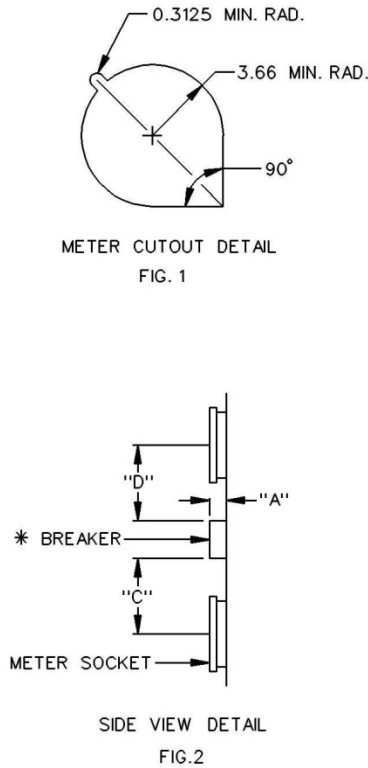 0.3125 MIN. RAD.
3.66 MIN. RAD.
90°
METER CUTOUT DETAIL
FIG. 1
"D"
"A"
* BREAKER
"C"
METER SOCKET
SIDE VIEW DETAIL
FIG.2